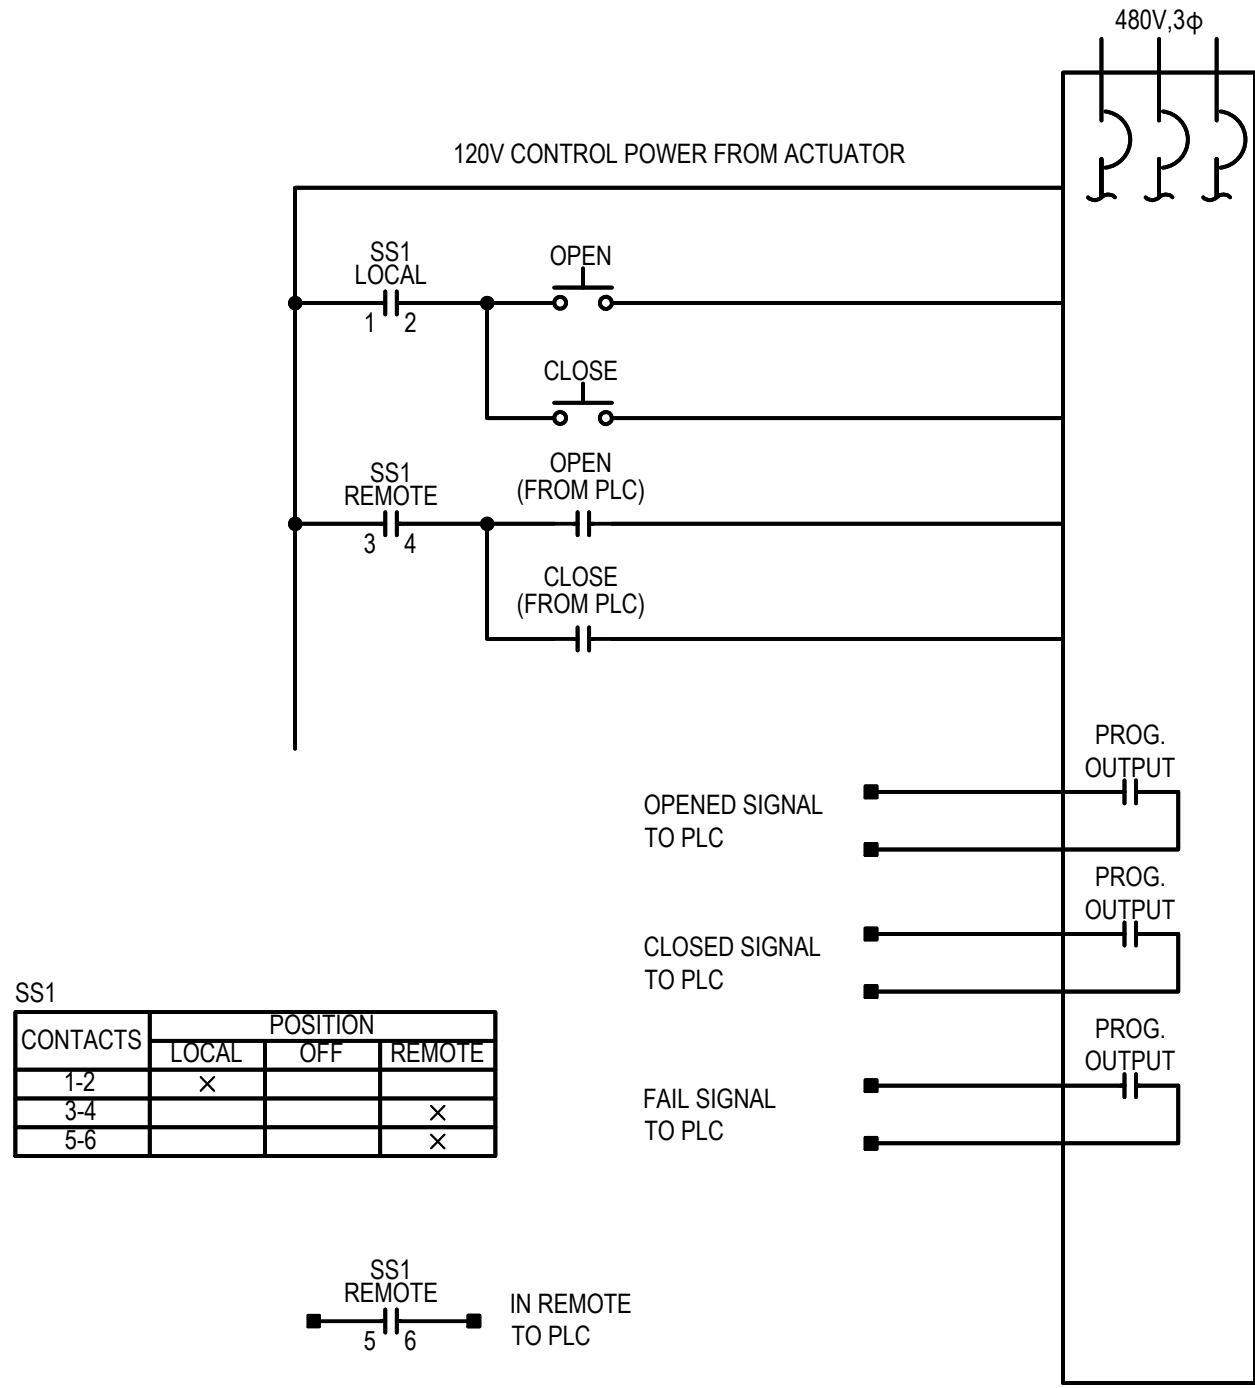 480V,3ϕ
120V CONTROL POWER FROM ACTUATOR
SS1
LOCAL
1 2
OPEN
CLOSE
SS1
REMOTE
3 4
OPEN
(FROM PLC)
CLOSE
(FROM PLC)
PROG.
OUTPUT
OPENED SIGNAL
TO PLC
PROG.
OUTPUT
CLOSED SIGNAL
TO PLC
PROG.
OUTPUT
FAIL SIGNAL
TO PLC
SS1
CONTACTS POSITION
LOCAL OFF REMOTE
1-2 X
3-4 X
5-6 X
SS1
REMOTE
5 6
IN REMOTE
TO PLC